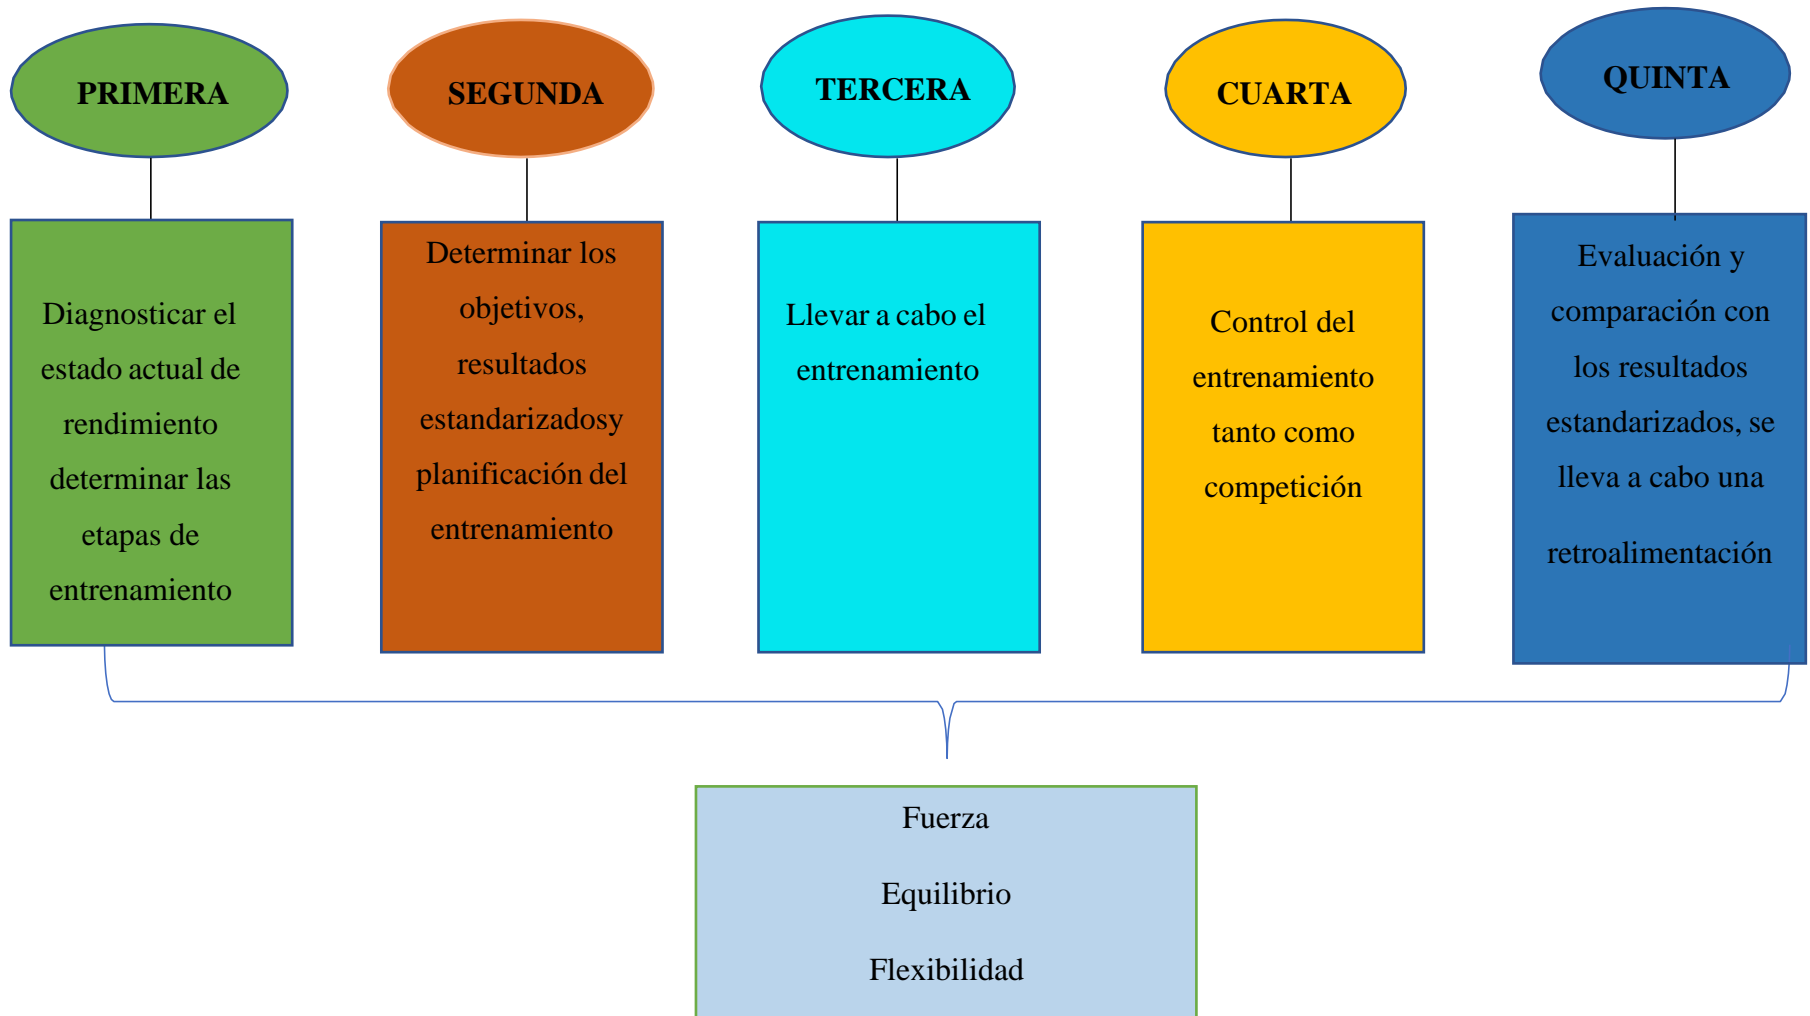 PRIMERA
SEGUNDA
TERCERA
CUARTA
QUINTA
Diagnosticar el
estado actual de
rendimiento
determinar las
etapas de
entrenamiento
Determinar los
objetivos,
resultados
estandarizadosy
planificación del
entrenamiento
Llevar a cabo el
entrenamiento
Control del
entrenamiento
tanto como
competición
Evaluación y
comparación con
los resultados
estandarizados, se
lleva a cabo una
retroalimentación
Fuerza
Equilibrio
Flexibilidad